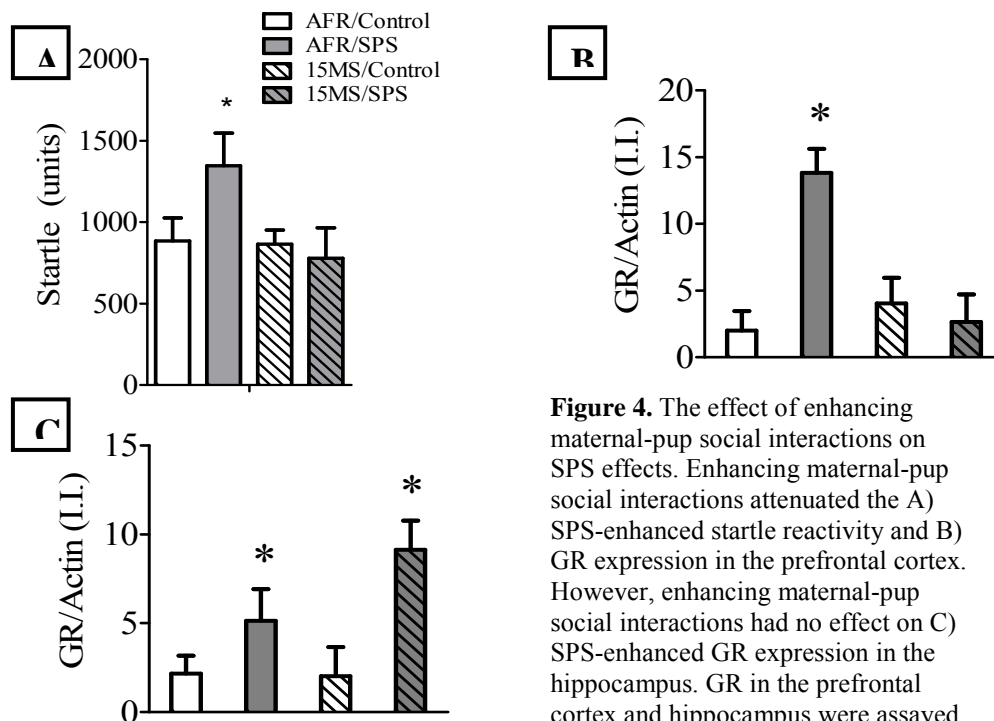 A
AFR/Control
AFR/SPS
15MS/Control
15MS/SPS
Startle (units)
2000
1500
1000
500
0
*
B
GR/Actin (I.I.)
20
15
10
5
0
*
C
GR/Actin (I.I.)
15
10
5
0
*
*
Figure 4. The effect of enhancing
maternal-pup social interactions on
SPS effects. Enhancing maternal-pup
social interactions attenuated the A)
SPS-enhanced startle reactivity and B)
GR expression in the prefrontal cortex.
However, enhancing maternal-pup
social interactions had no effect on C)
SPS-enhanced GR expression in the
hippocampus. GR in the prefrontal
cortex and hippocampus were assayed